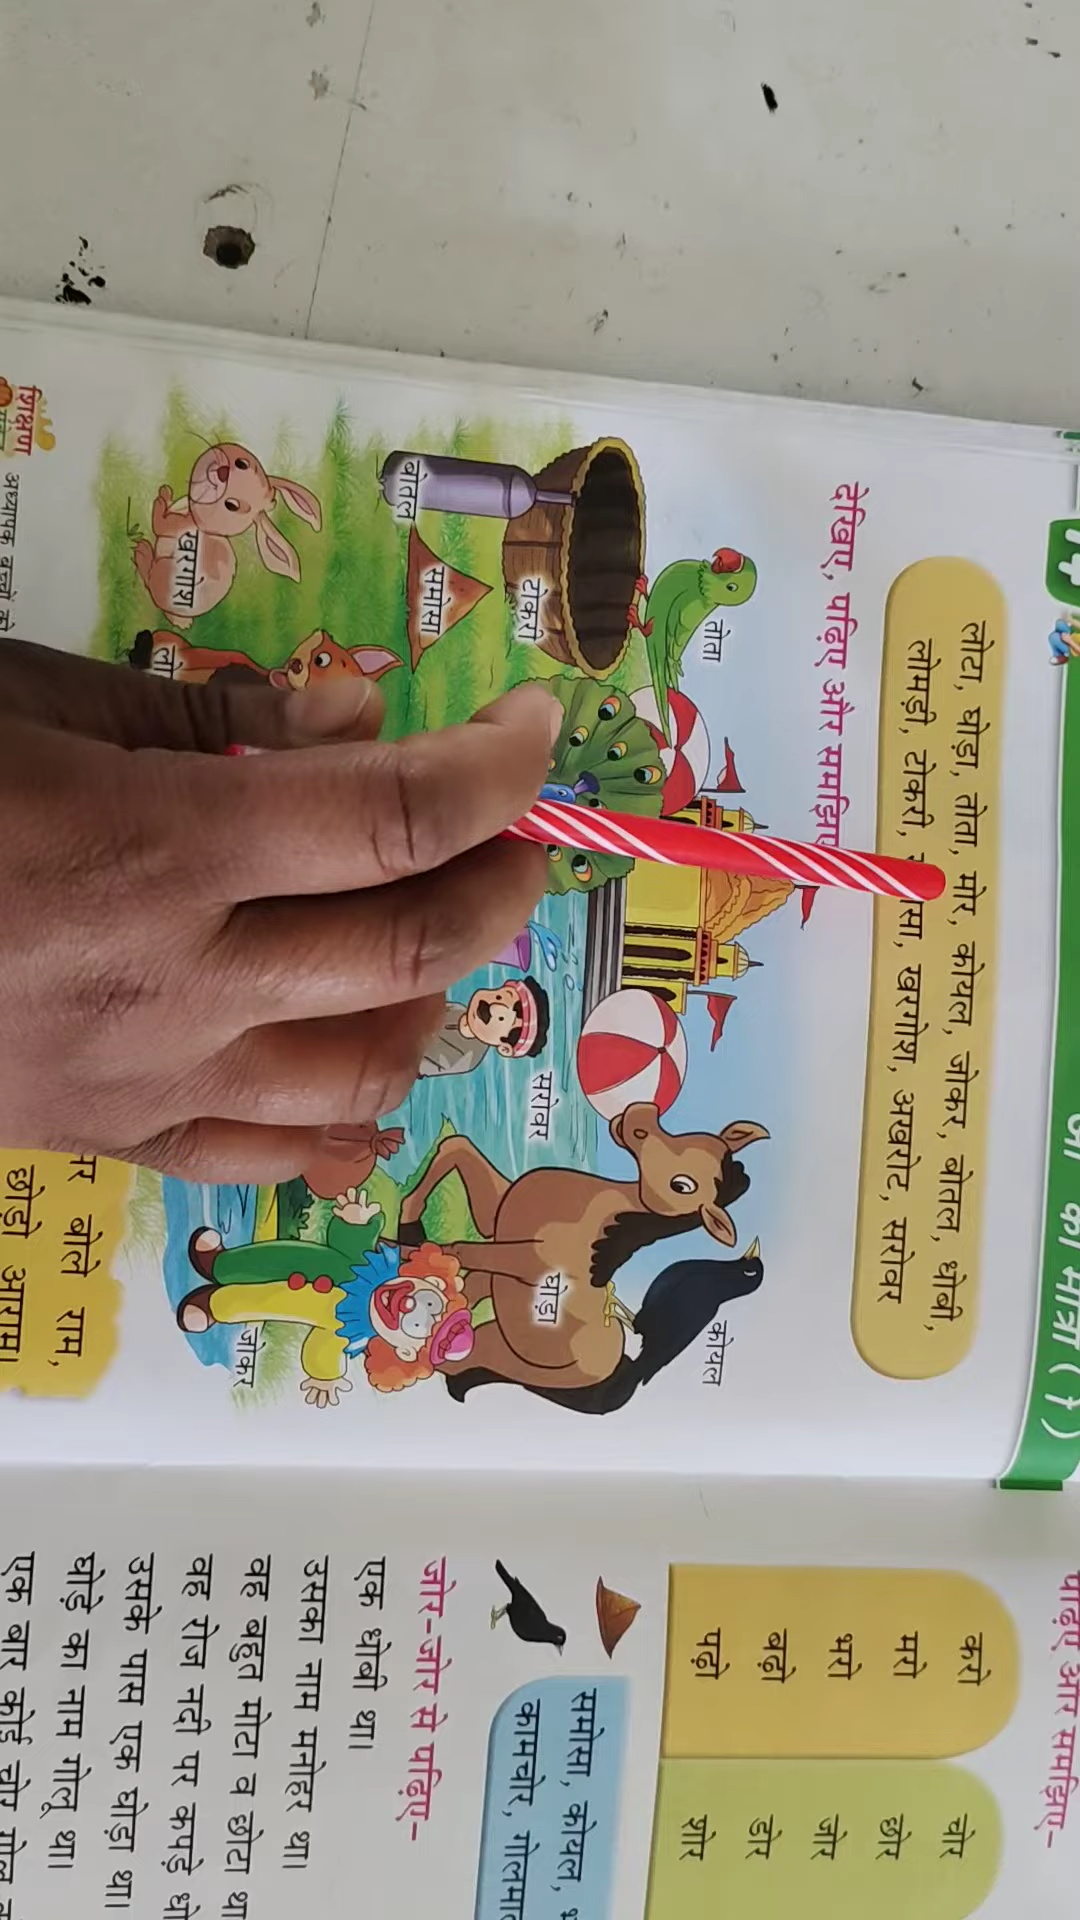 की मात्रा ( ो )
लोटा, घोड़ा, तोता, मोर, कोयल, जोकर, बोतल, धोबी,
लोमड़ी, टोकरी, खरगोश, अखरोट, सरोवर
देखिए, पढ़िए और समझिए
तोता
कोयल
टोकरी
सरोवर
घोड़ा
समोसा
बोतल
खरगोश
जोकर
बोले राम,
छोड़ो आराम।
शिक्षण
अध्यापक बच्चों को
पढ़िए और समझिए–
करो चोर
मरो छोर
भरो जोर
बढ़ो डोर
पढ़ो शोर
समोसा, कोयल,
कामचोर,
जोर-जोर से पढ़िए–
एक धोबी था।
उसका नाम मनोहर था।
वह बहुत मोटा व छोटा था
वह रोज नदी पर कपड़े
उसके पास एक घोड़ा था।
घोड़े का नाम गोलू था।
एक बार कोई चोर